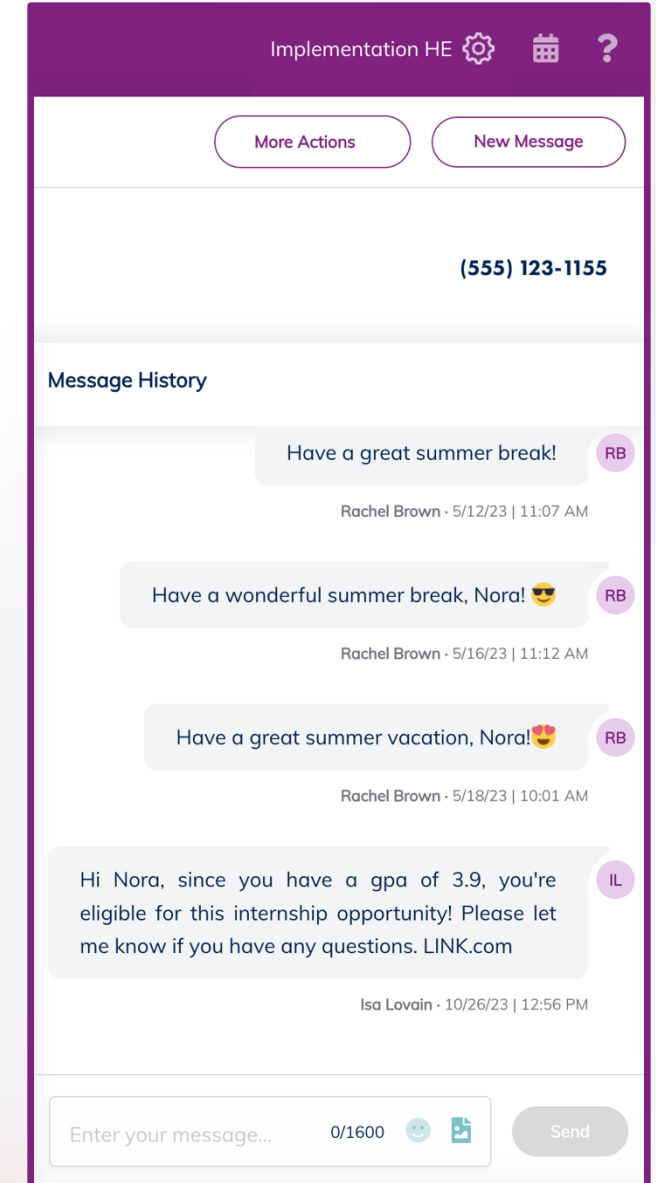 Implementation HE ?
More Actions New Message
(555) 123-1155
Message History
Have a great summer break! RB
Rachel Brown · 5/12/23 | 11:07 AM
Have a wonderful summer break, Nora! 😎 RB
Rachel Brown · 5/16/23 | 11:12 AM
Have a great summer vacation, Nora!😍 RB
Rachel Brown · 5/18/23 | 10:01 AM
Hi Nora, since you have a gpa of 3.9, you're IL
eligible for this internship opportunity! Please let
me know if you have any questions. LINK.com
Isa Lovain · 10/26/23 | 12:56 PM
Enter your message... 0/1600 Send